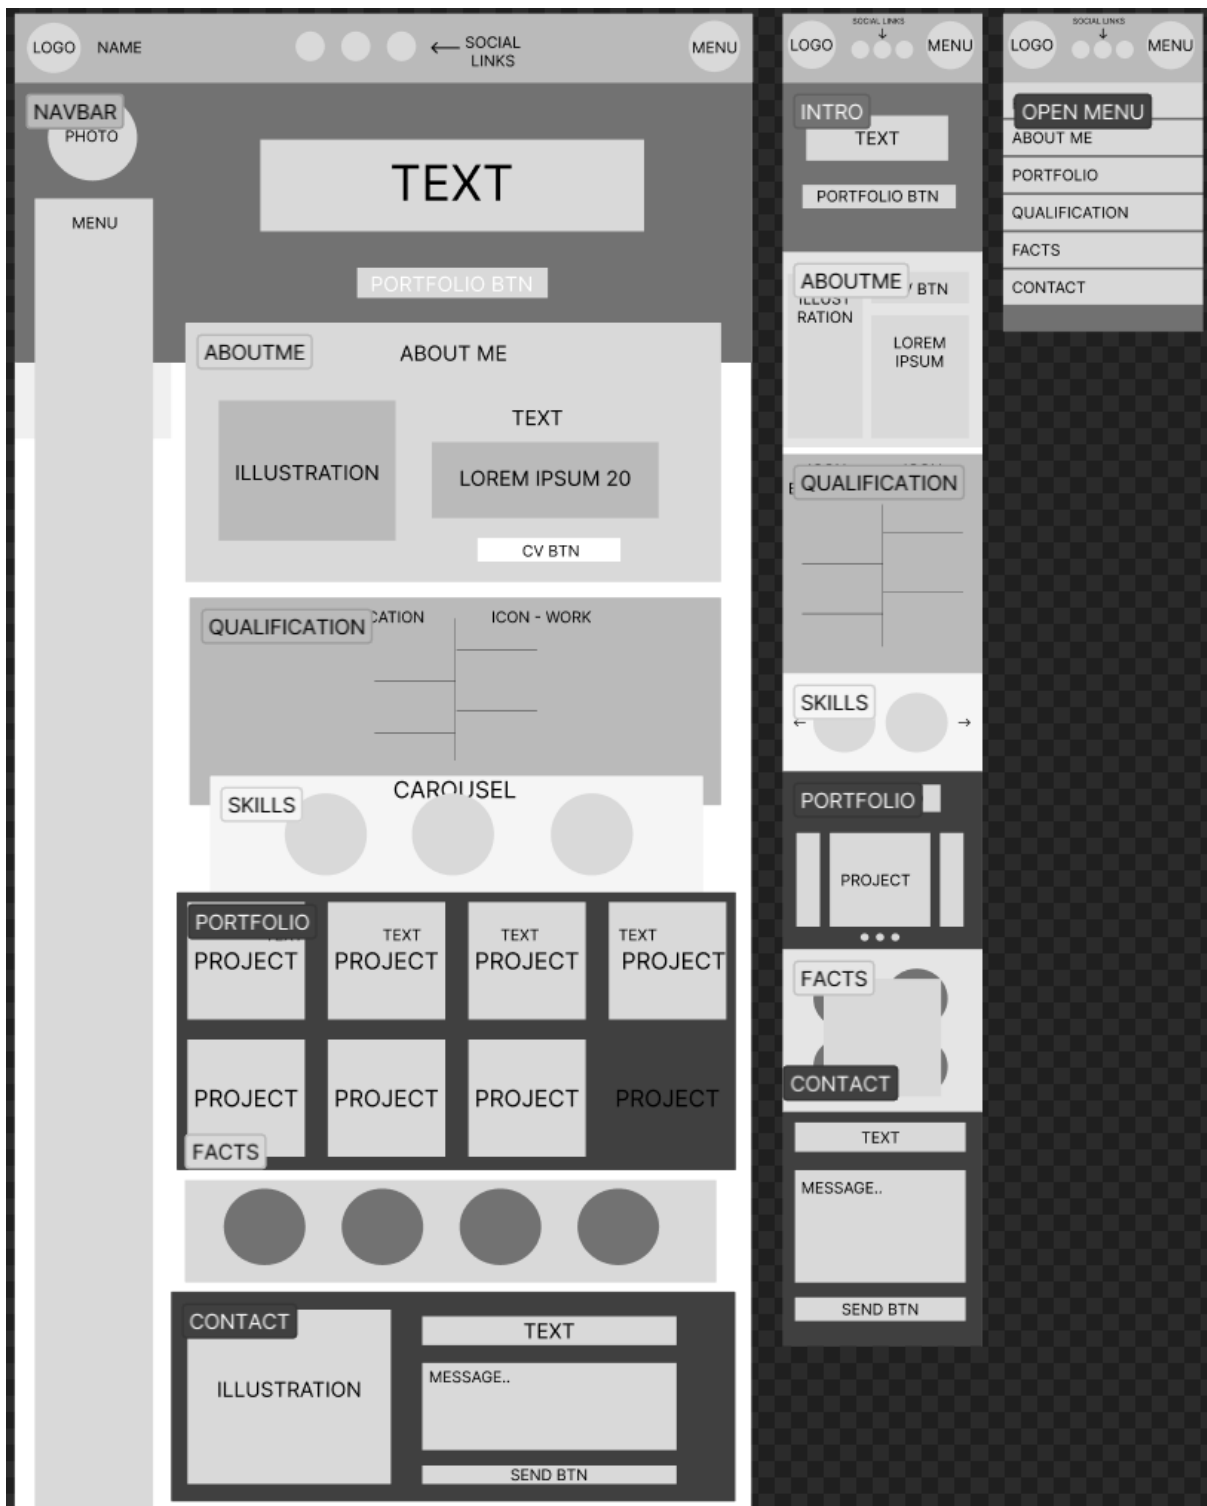 LOGO
NAME
← SOCIAL
LINKS
MENU
NAVBAR
PHOTO
MENU
TEXT
PORTFOLIO BTN
ABOUTME
ABOUT ME
ILLUSTRATION
TEXT
LOREM IPSUM 20
CV BTN
QUALIFICATION
CATION
ICON - WORK
CAROUSEL
SKILLS
PORTFOLIO
TEXT
TEXT
TEXT
PROJECT
PROJECT
PROJECT
PROJECT
PROJECT
PROJECT
PROJECT
PROJECT
FACTS
CONTACT
ILLUSTRATION
TEXT
MESSAGE..
SEND BTN
SOCIAL LINKS
↓
LOGO
MENU
INTRO
TEXT
PORTFOLIO BTN
ABOUTME
BTN
RATION
LOREM
IPSUM
QUALIFICATION
SKILLS
← →
PORTFOLIO
PROJECT
FACTS
CONTACT
TEXT
MESSAGE..
SEND BTN
SOCIAL LINKS
↓
LOGO
MENU
OPEN MENU
ABOUT ME
PORTFOLIO
QUALIFICATION
FACTS
CONTACT